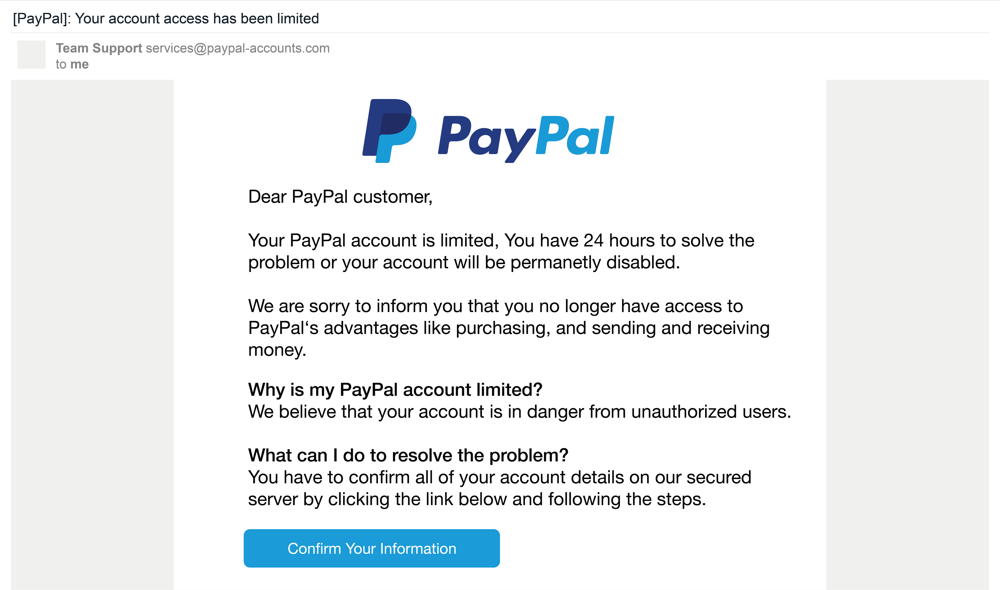 [PayPal]: Your account access has been limited
Team Support services@paypal-accounts.com
to me
PayPal
Dear PayPal customer,
Your PayPal account is limited, You have 24 hours to solve the
problem or your account will be permanetly disabled.
We are sorry to inform you that you no longer have access to
PayPal‘s advantages like purchasing, and sending and receiving
money.
Why is my PayPal account limited?
We believe that your account is in danger from unauthorized users.
What can I do to resolve the problem?
You have to confirm all of your account details on our secured
server by clicking the link below and following the steps.
Confirm Your Information